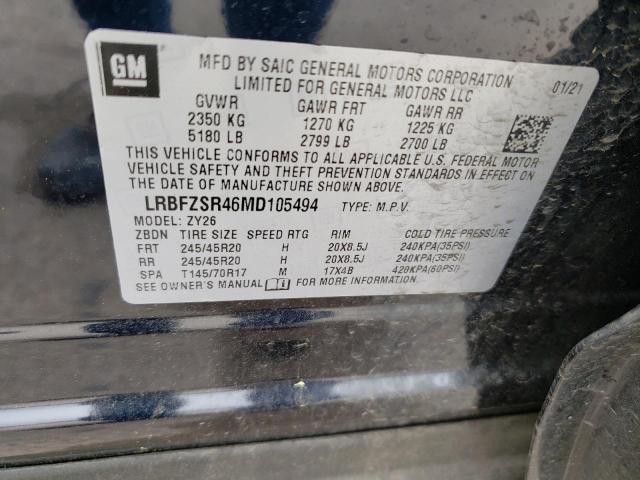 GM
MFD BY SAIC GENERAL MOTORS CORPORATION
LIMITED FOR GENERAL MOTORS LLC 01/21
GVWR GAWR FRT GAWR RR
2350 KG 1270 KG 1225 KG
5180 LB 2799 LB 2700 LB
THIS VEHICLE CONFORMS TO ALL APPLICABLE U.S. FEDERAL MOTOR
VEHICLE SAFETY AND THEFT PREVENTION STANDARDS IN EFFECT ON
THE DATE OF MANUFACTURE SHOWN ABOVE.
LRBFZSR46MD105494 TYPE: M.P.V.
MODEL: ZY26
ZBDN TIRE SIZE SPEED RTG RIM COLD TIRE PRESSURE
FRT 245/45R20 H 20X8.5J 240KPA(35PSI)
RR 245/45R20 H 20X8.5J 240KPA(35PSI)
SPA T145/70R17 M 17X4B 420KPA(60PSI)
SEE OWNER'S MANUAL FOR MORE INFORMATION.